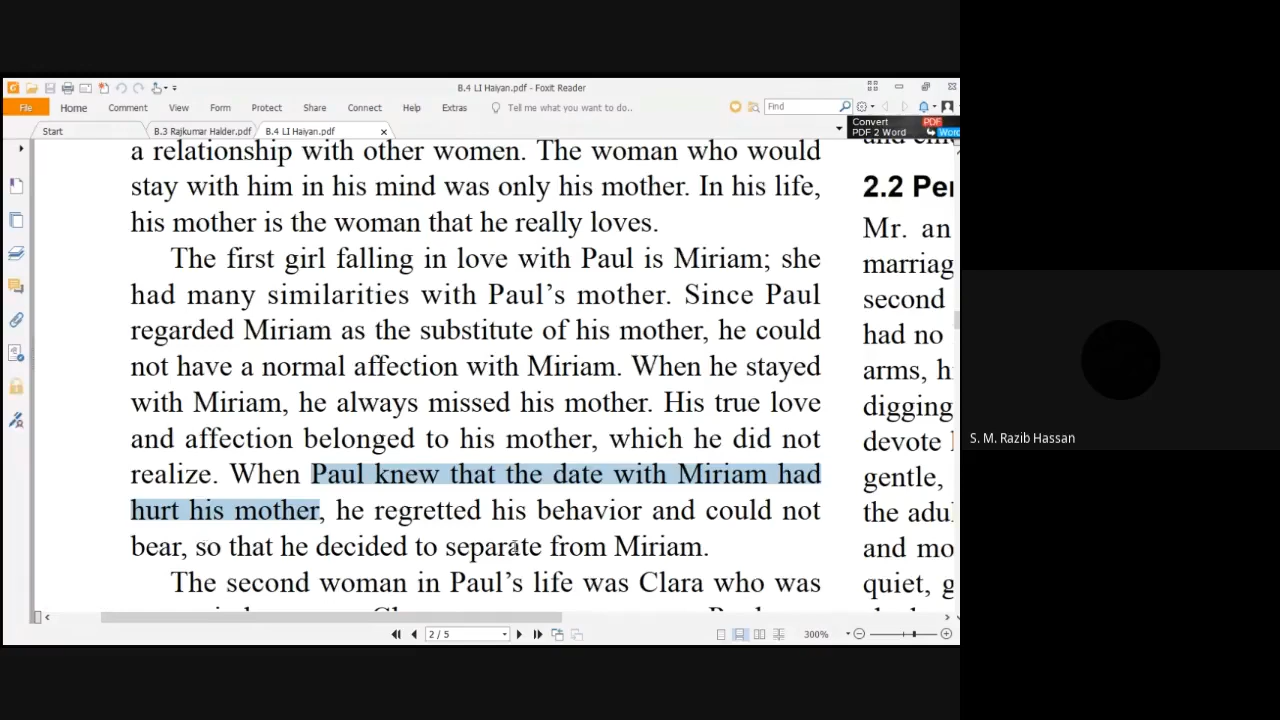 B.4 LI Haiyan.pdf - Foxit Reader
File Home Comment View Form Protect Share Connect Help Extras Tell me what you want to do.. Find
Start B.3 Rajkumar Halder.pdf B.4 LI Haiyan.pdf
Convert PDF
PDF 2 Word Word
a relationship with other women. The woman who would
stay with him in his mind was only his mother. In his life,
his mother is the woman that he really loves.
The first girl falling in love with Paul is Miriam; she
had many similarities with Paul’s mother. Since Paul
regarded Miriam as the substitute of his mother, he could
not have a normal affection with Miriam. When he stayed
with Miriam, he always missed his mother. His true love
and affection belonged to his mother, which he did not
realize. When Paul knew that the date with Miriam had
hurt his mother, he regretted his behavior and could not
bear, so that he decided to separate from Miriam.
The second woman in Paul’s life was Clara who was
2.2 Per
Mr. an
marriag
second
had no
arms, h
digging
devote
gentle,
the adul
and mo
quiet, g
2 / 5
300%
S. M. Razib Hassan